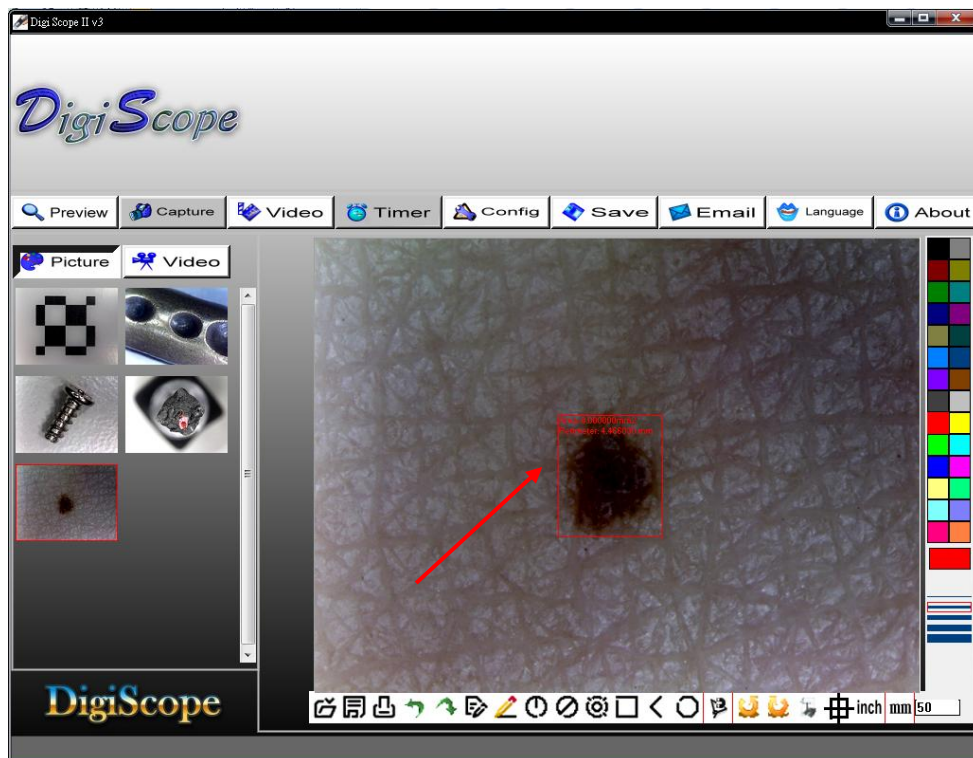 Digi Scope II v3
DigiScope
Preview
Capture
Video
Timer
Config
Save
Email
Language
About
Picture
Video
DigiScope
inch
mm
50